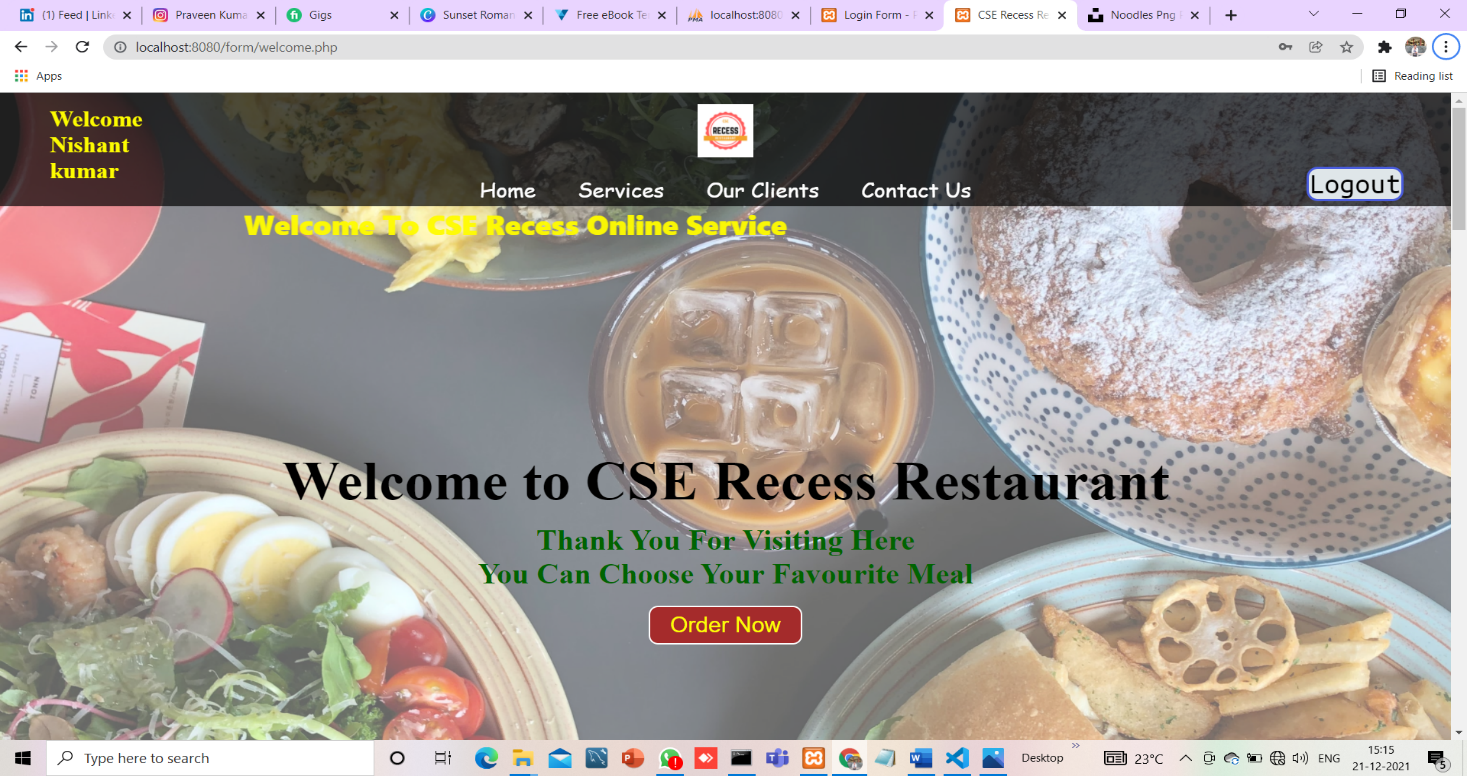 (1) Feed | Link
Praveen Kuma
Gigs
Sunset Roman
Free eBook Te
localhost:8080
Login Form - P
CSE Recess Re
Noodles Png
localhost:8080/form/welcome.php
Apps
Reading list
Welcome
Nishant
kumar
RECESS
Home Services Our Clients Contact Us
Logout
Welcome To CSE Recess Online Service
TONN
Welcome to CSE Recess Restaurant
Thank You For Visiting Here
You Can Choose Your Favourite Meal
Order Now
Type here to search
Desktop
23°C
ENG
15:15
21-12-2021
5